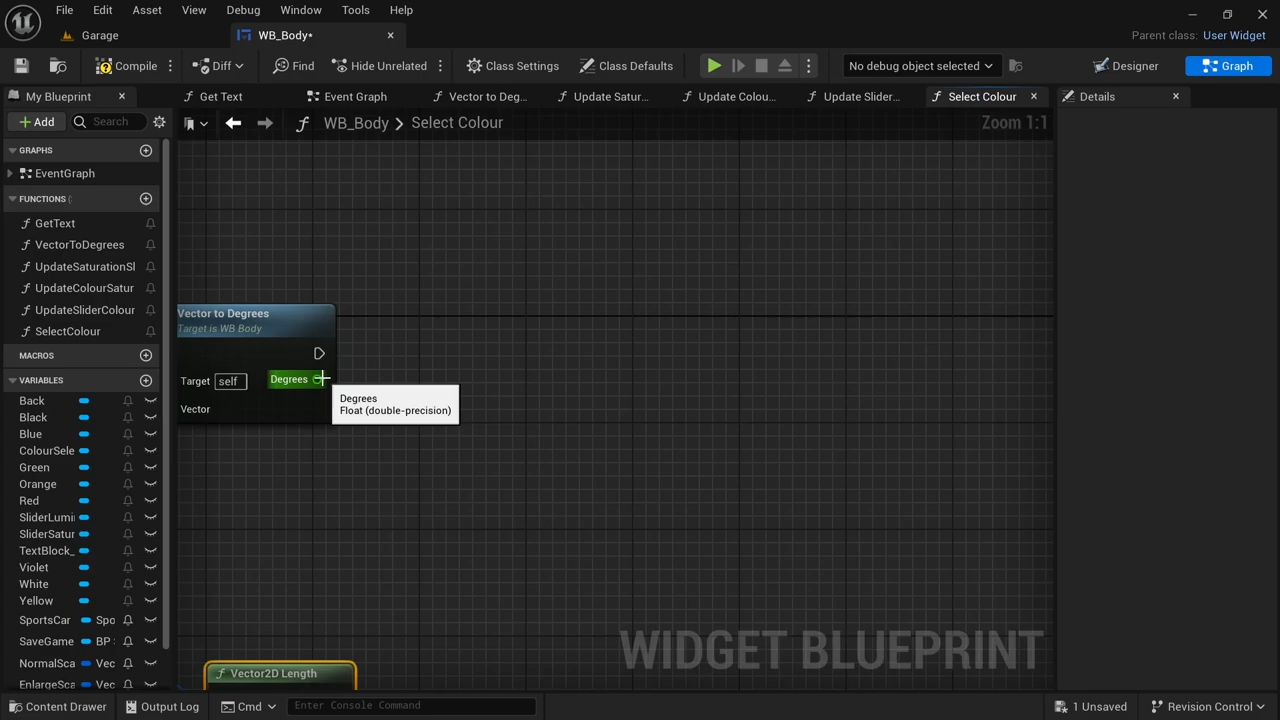 File Edit Asset View Debug Window Tools Help
Garage
WB_Body*
Parent class: User Widget
Compile
Diff
Find
Hide Unrelated
Class Settings
Class Defaults
No debug object selected
Designer
Graph
My Blueprint
Get Text
Event Graph
Vector to Deg...
Update Satur...
Update Colou...
Update Slider...
Select Colour
Details
Add
Search
WB_Body > Select Colour
Zoom 1:1
GRAPHS
EventGraph
FUNCTIONS (
GetText
VectorToDegrees
UpdateSaturationSl
UpdateColourSatur
UpdateSliderColour
SelectColour
MACROS
VARIABLES
Back
Black
Blue
ColourSele
Green
Orange
Red
SliderLumi
SliderSatur
TextBlock_
Violet
White
Yellow
SportsCar Spo
SaveGame BP
NormalSca Vec
EnlargeSca Vec
Vector to Degrees
Target is WB Body
Target self
Degrees
Vector
Degrees
Float (double-precision)
f Vector2D Length
WIDGET BLUEPRINT
Content Drawer
Output Log
Cmd
Enter Console Command
1 Unsaved
Revision Control